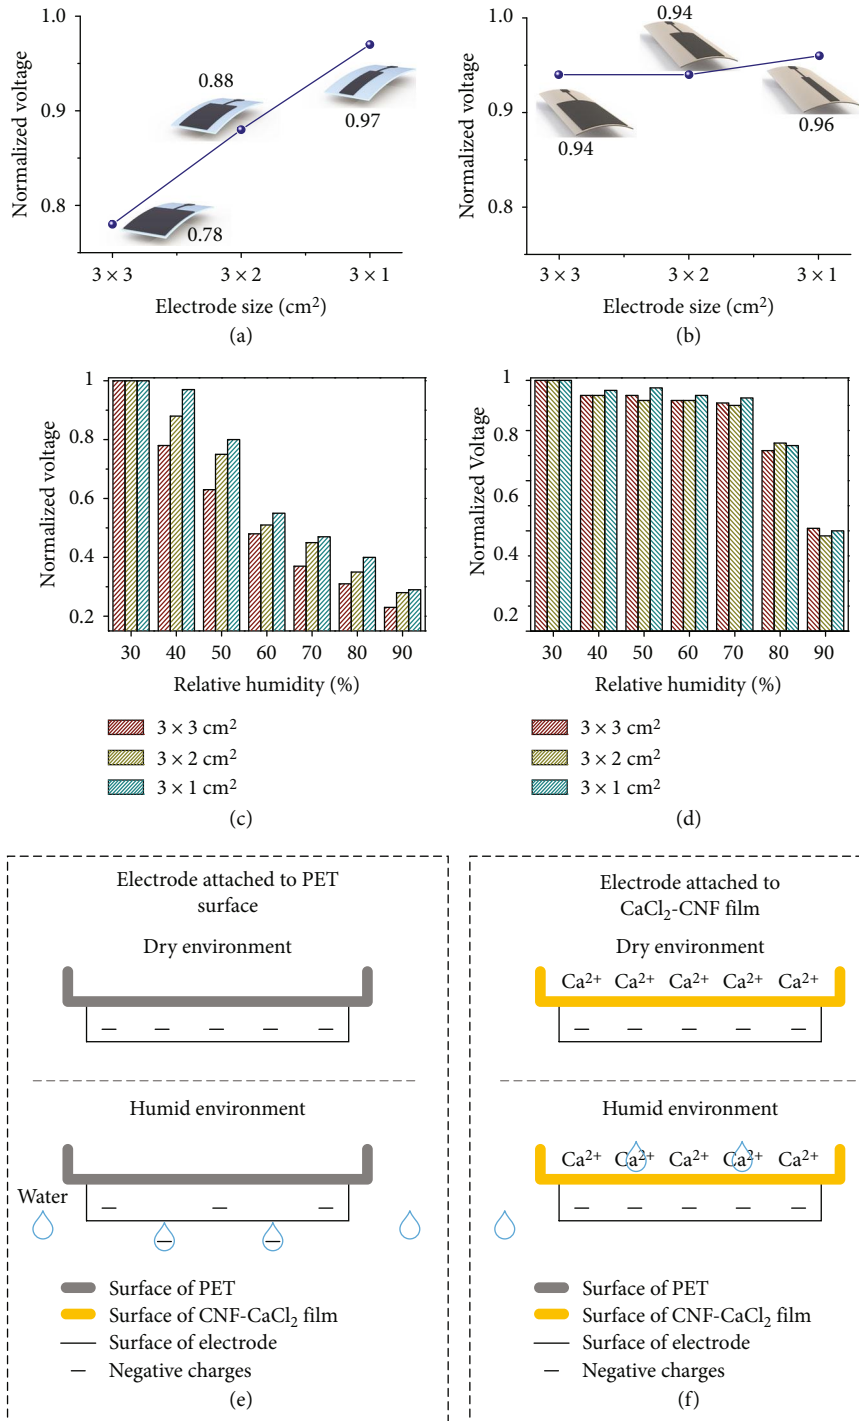 1.0
0.9
0.8
Normalized voltage
0.88
0.97
0.78
3 × 3
3 × 2
3 × 1
Electrode size (cm²)
(a)
1.0
0.9
0.8
Normalized voltage
0.94
0.94
0.96
3 × 3
3 × 2
3 × 1
Electrode size (cm²)
(b)
1
0.8
0.6
0.4
0.2
Normalized voltage
30 40 50 60 70 80 90
Relative humidity (%)
3 × 3 cm²
3 × 2 cm²
3 × 1 cm²
(c)
1
0.8
0.6
0.4
0.2
Normalized Voltage
30 40 50 60 70 80 90
Relative humidity (%)
3 × 3 cm²
3 × 2 cm²
3 × 1 cm²
(d)
Electrode attached to PET
surface
Dry environment
Humid environment
Water
Surface of PET
Surface of CNF-CaCl₂ film
Surface of electrode
Negative charges
(e)
Electrode attached to
CaCl₂-CNF film
Dry environment
Ca²⁺ Ca²⁺ Ca²⁺ Ca²⁺ Ca²⁺
Humid environment
Ca²⁺ Ca²⁺ Ca²⁺ Ca²⁺ Ca²⁺
Surface of PET
Surface of CNF-CaCl₂ film
Surface of electrode
Negative charges
(f)